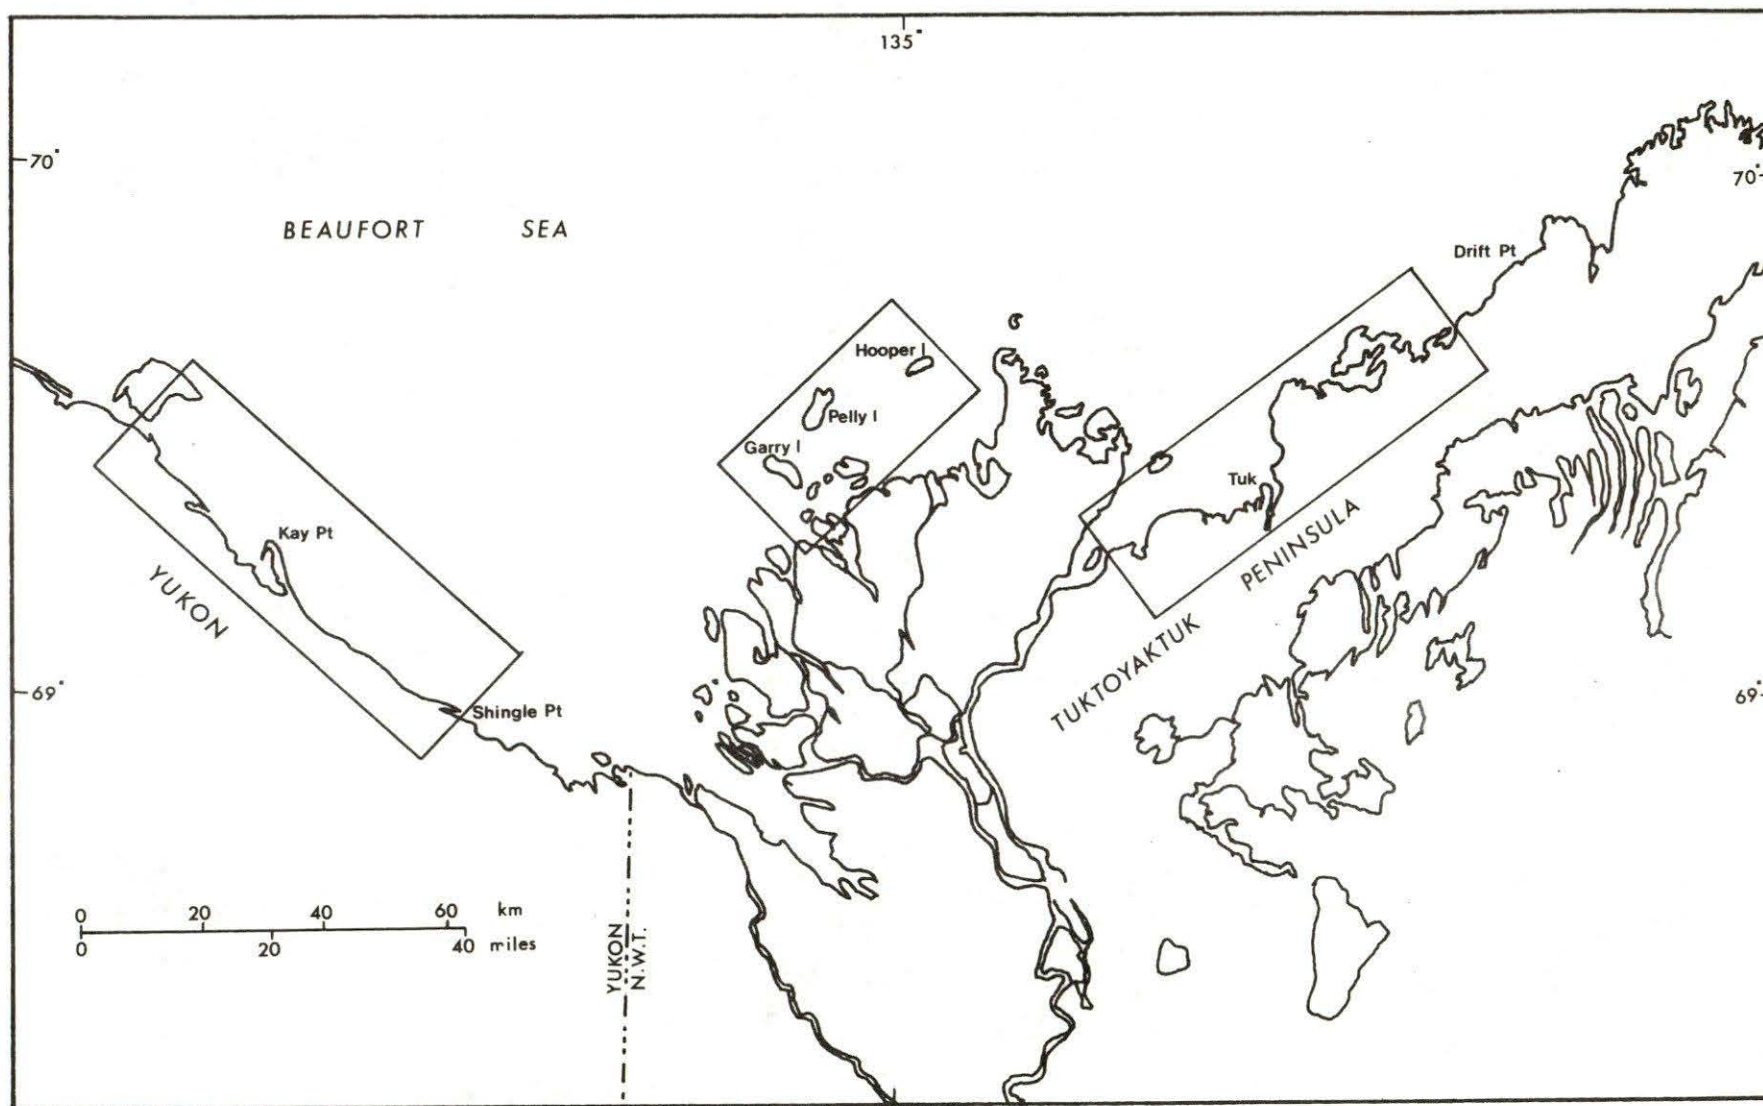 135°
70°
70°
BEAUFORT SEA
Drift Pt
Hooper I
Pelly I
Garry I
Tuk
Kay Pt
YUKON
TUKTOYAKTUK PENINSULA
69°
69°
Shingle Pt
0 20 40 60 km
0 20 40 miles
YUKON
N.W.T.